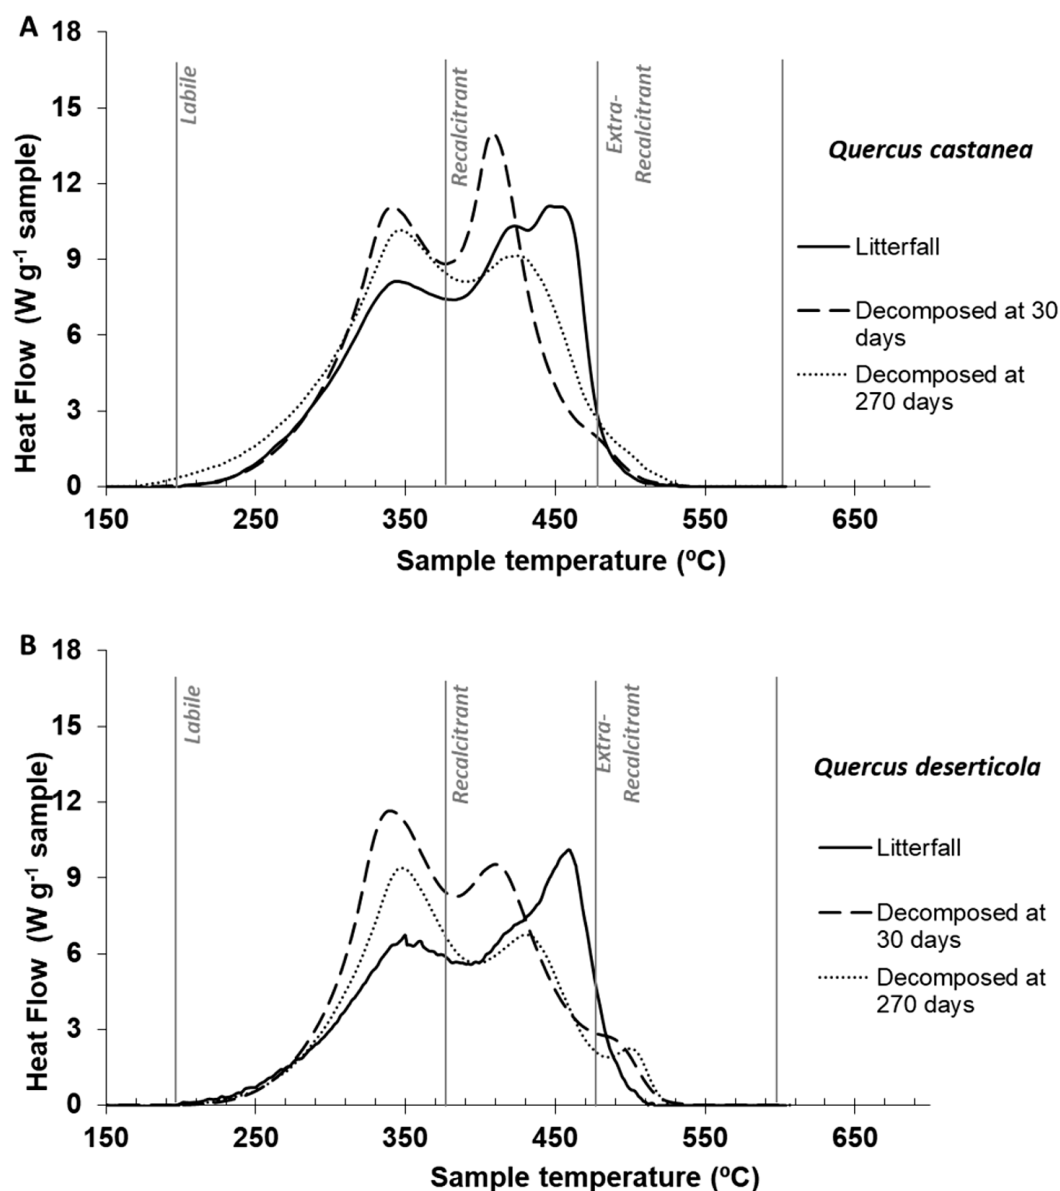 A
18
15
12
9
6
3
0
Heat Flow (W g⁻¹ sample)
Labile
Recalcitrant
Extra-
Recalcitrant
150
250
350
450
550
650
Sample temperature (ºC)
Quercus castanea
Litterfall
Decomposed at 30
days
Decomposed at
270 days
B
18
15
12
9
6
3
0
Heat Flow (W g⁻¹ sample)
Labile
Recalcitrant
Extra-
Recalcitrant
150
250
350
450
550
650
Sample temperature (ºC)
Quercus deserticola
Litterfall
Decomposed at
30 days
Decomposed at
270 days